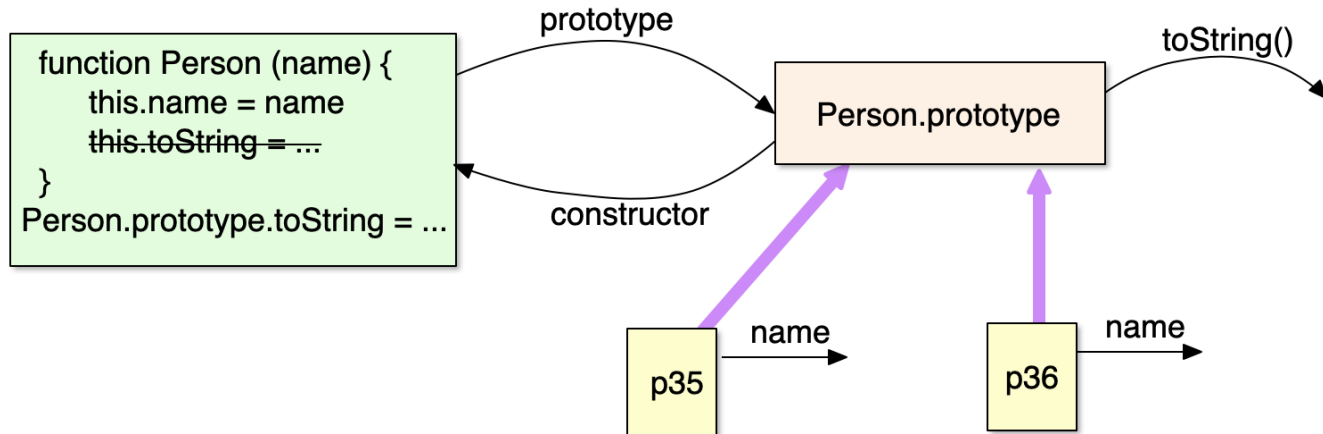 prototype
toString()
function Person (name) {
this.name = name
this.toString = ...
}
Person.prototype.toString = ...
Person.prototype
constructor
name
name
p35
p36